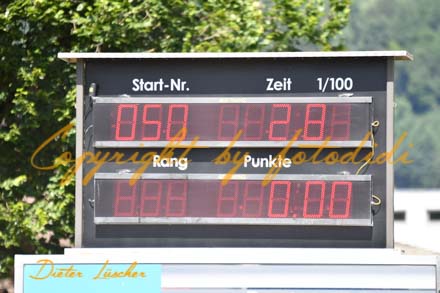 Start-Nr. Zeit 1/100
050 28
Copyright by fotodidi
Rang Punkte
0.00
Dieter Lüscher